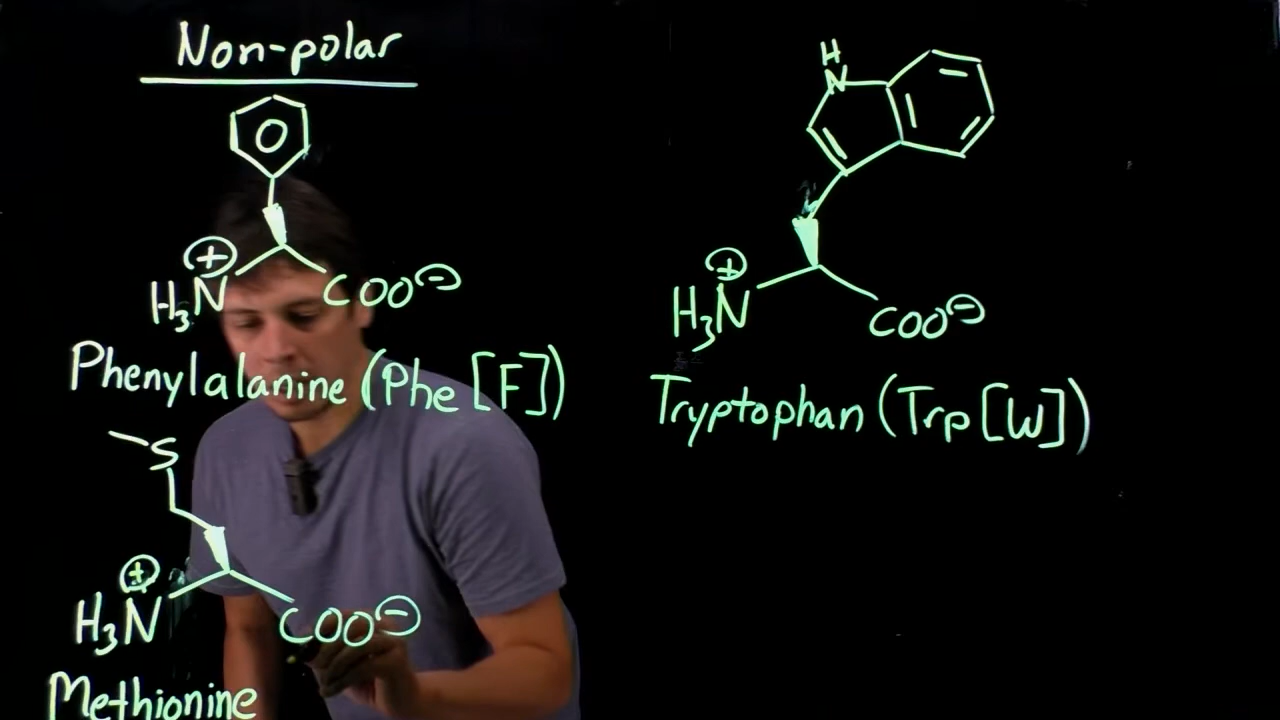 Non-polar
H₃N⊕ COO⊖
Phenylalanine (Phe [F])
S
H₃N⊕ COO⊖
Methionine
H
N
H₃N⊕ COO⊖
Tryptophan (Trp [W])